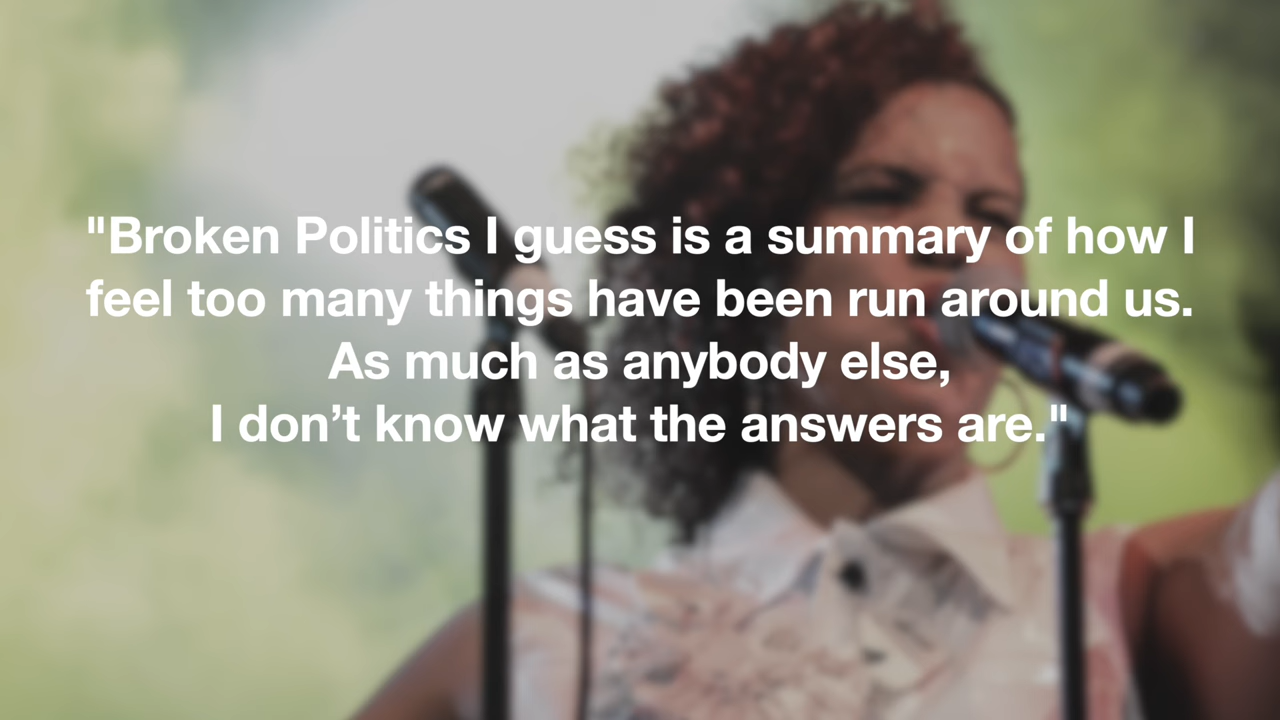 "Broken Politics I guess is a summary of how I
feel too many things have been run around us.
As much as anybody else,
I don’t know what the answers are."